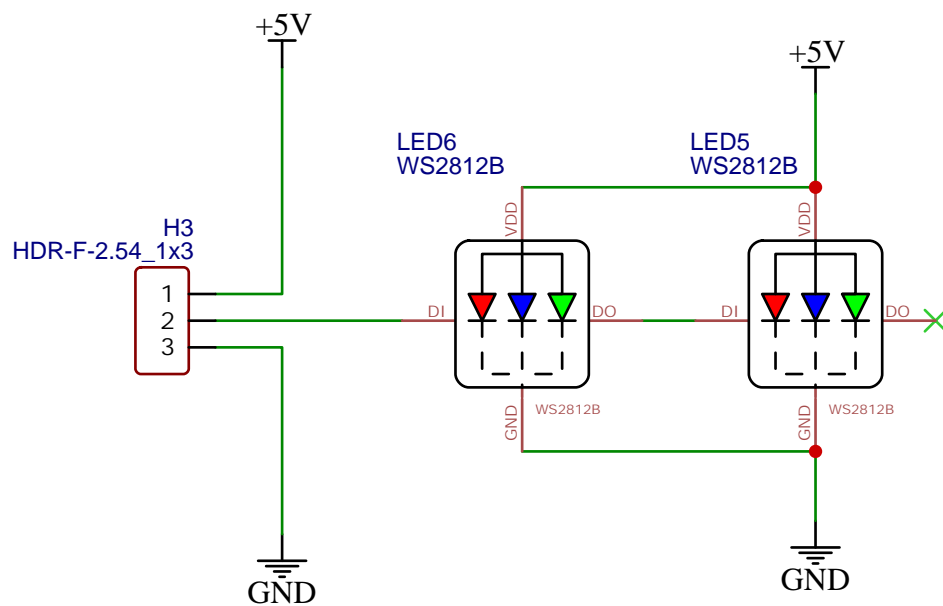 +5V
+5V
LED6
WS2812B
LED5
WS2812B
VDD
VDD
H3
HDR-F-2.54_1x3
1
2
3
DI
DO
DI
DO
GND
WS2812B
GND
WS2812B
GND
GND